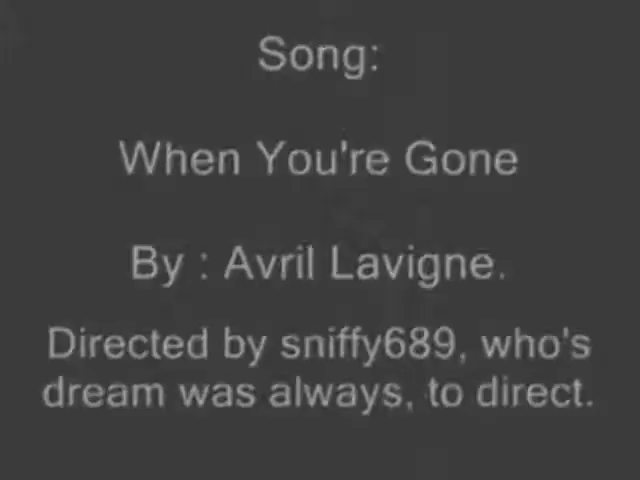 Song:
When You're Gone
By : Avril Lavigne.
Directed by sniffy689, who's
dream was always, to direct.